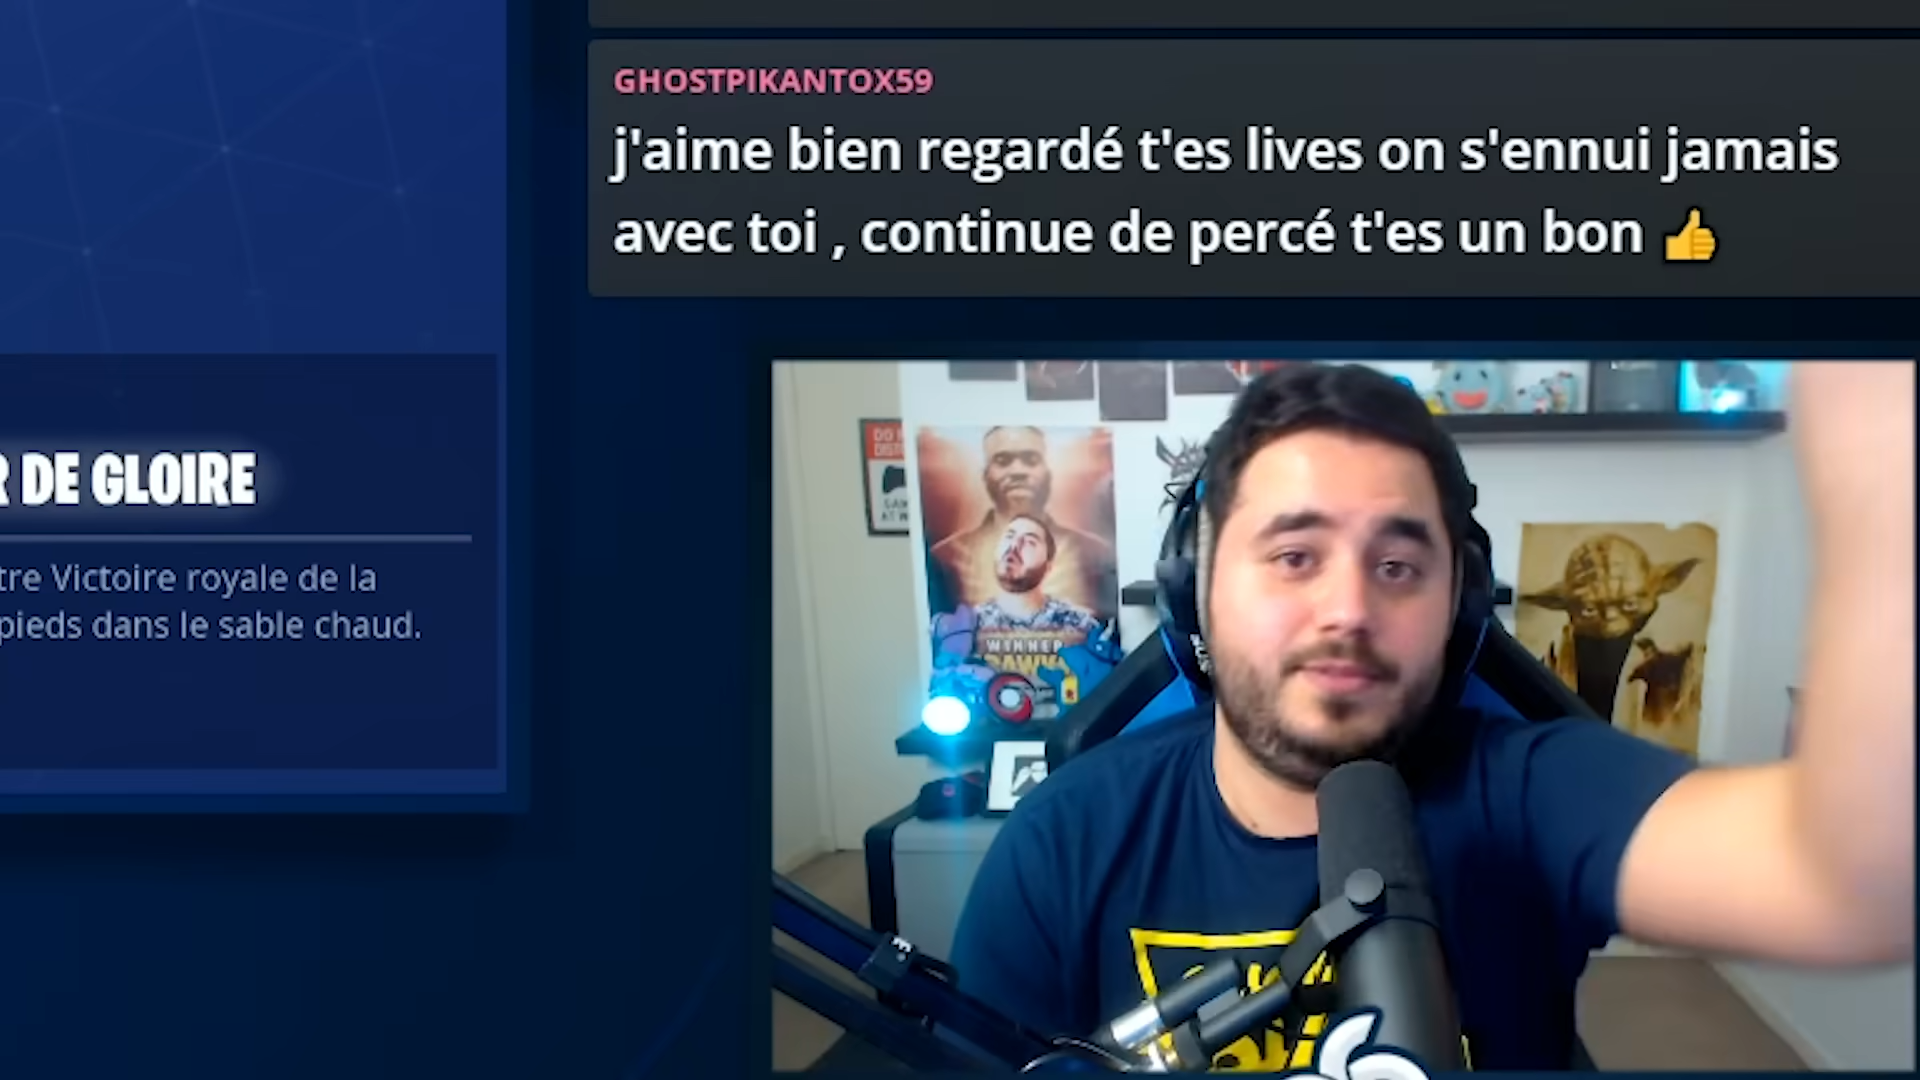 GHOSTPIKANTOX59
j'aime bien regardé t'es lives on s'ennui jamais
avec toi , continue de percé t'es un bon 👍
R DE GLOIRE
tre Victoire royale de la
pieds dans le sable chaud.
WINNER